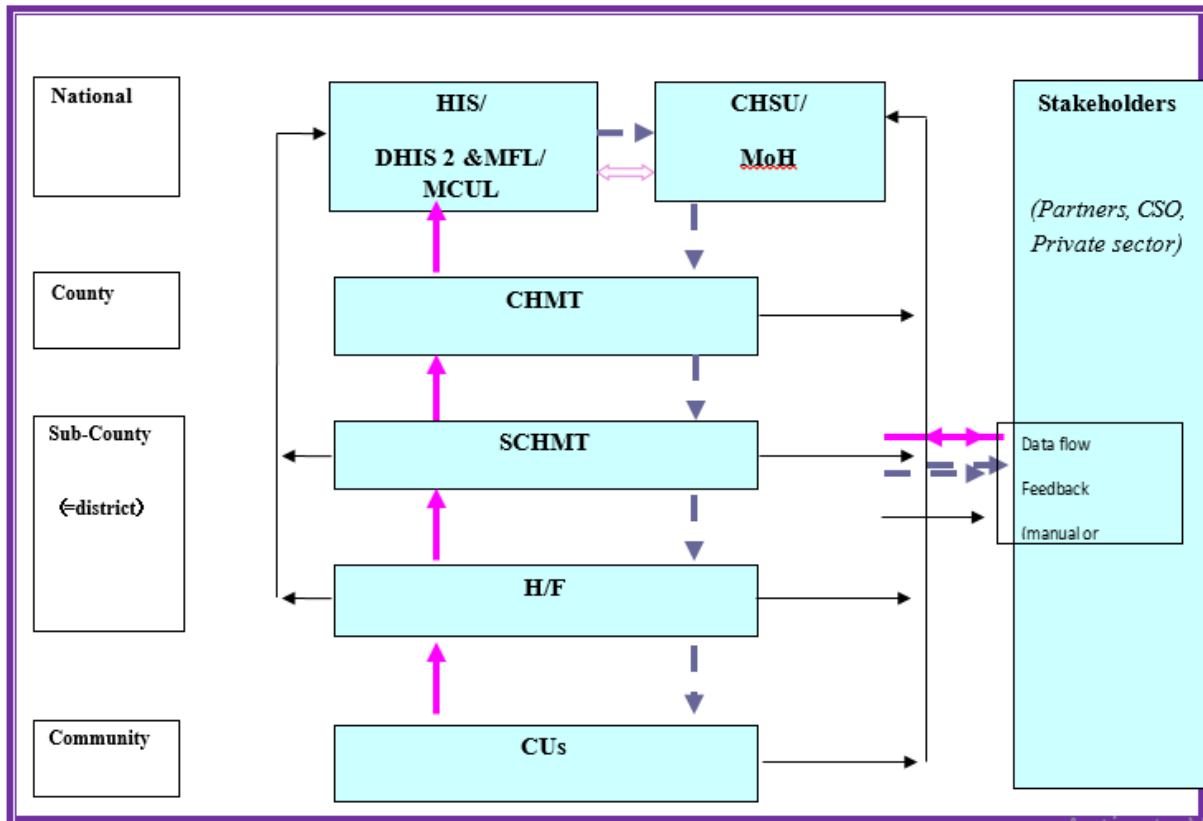 National
HIS/
DHIS 2 &MFL/
MCUL
CHSU/
MoH
Stakeholders
(Partners, CSO,
Private sector)
County
CHMT
Sub-County
(=district)
SCHMT
Data flow
Feedback
(manual or
H/F
Community
CUs